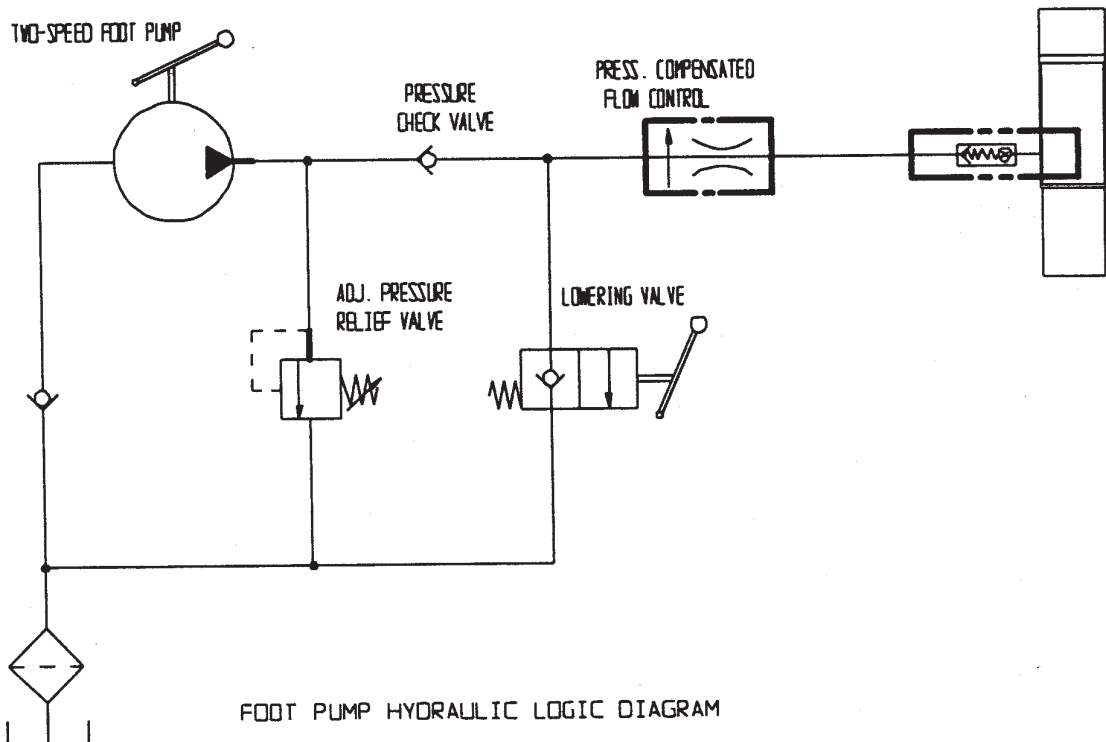 TWO-SPEED FOOT PUMP
PRESSURE
CHECK VALVE
PRESS. COMPENSATED
FLOW CONTROL
ADJ. PRESSURE
RELIEF VALVE
LOWERING VALVE
FOOT PUMP HYDRAULIC LOGIC DIAGRAM